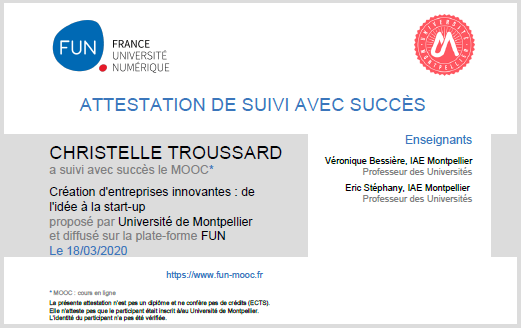 FUN
FRANCE
UNIVERSITÉ
NUMÉRIQUE
UNIVERSITÉ
MONTPELLIER
ATTESTATION DE SUIVI AVEC SUCCÈS
CHRISTELLE TROUSSARD
a suivi avec succès le MOOC*
Création d'entreprises innovantes : de
l'idée à la start-up
proposé par Université de Montpellier
et diffusé sur la plate-forme FUN
Le 18/03/2020
Enseignants
Véronique Bessière, IAE Montpellier
Professeur des Universités
Eric Stéphany, IAE Montpellier
Professeur des Universités
https://www.fun-mooc.fr
* MOOC : cours en ligne
La présente attestation n'est pas un diplôme et ne confère pas de crédits (ECTS).
Elle n'atteste pas que le participant était inscrit à/au Université de Montpellier.
L'identité du participant n'a pas été vérifiée.